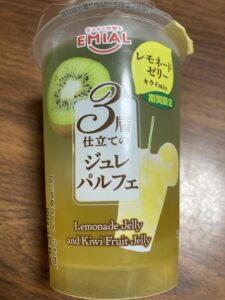 EMIAL
レモネード
ゼリー
キウイmix
期間限定
3層
仕立ての
ジュレ
パルフェ
Lemonade Jelly
and Kiwi Fruit Jelly